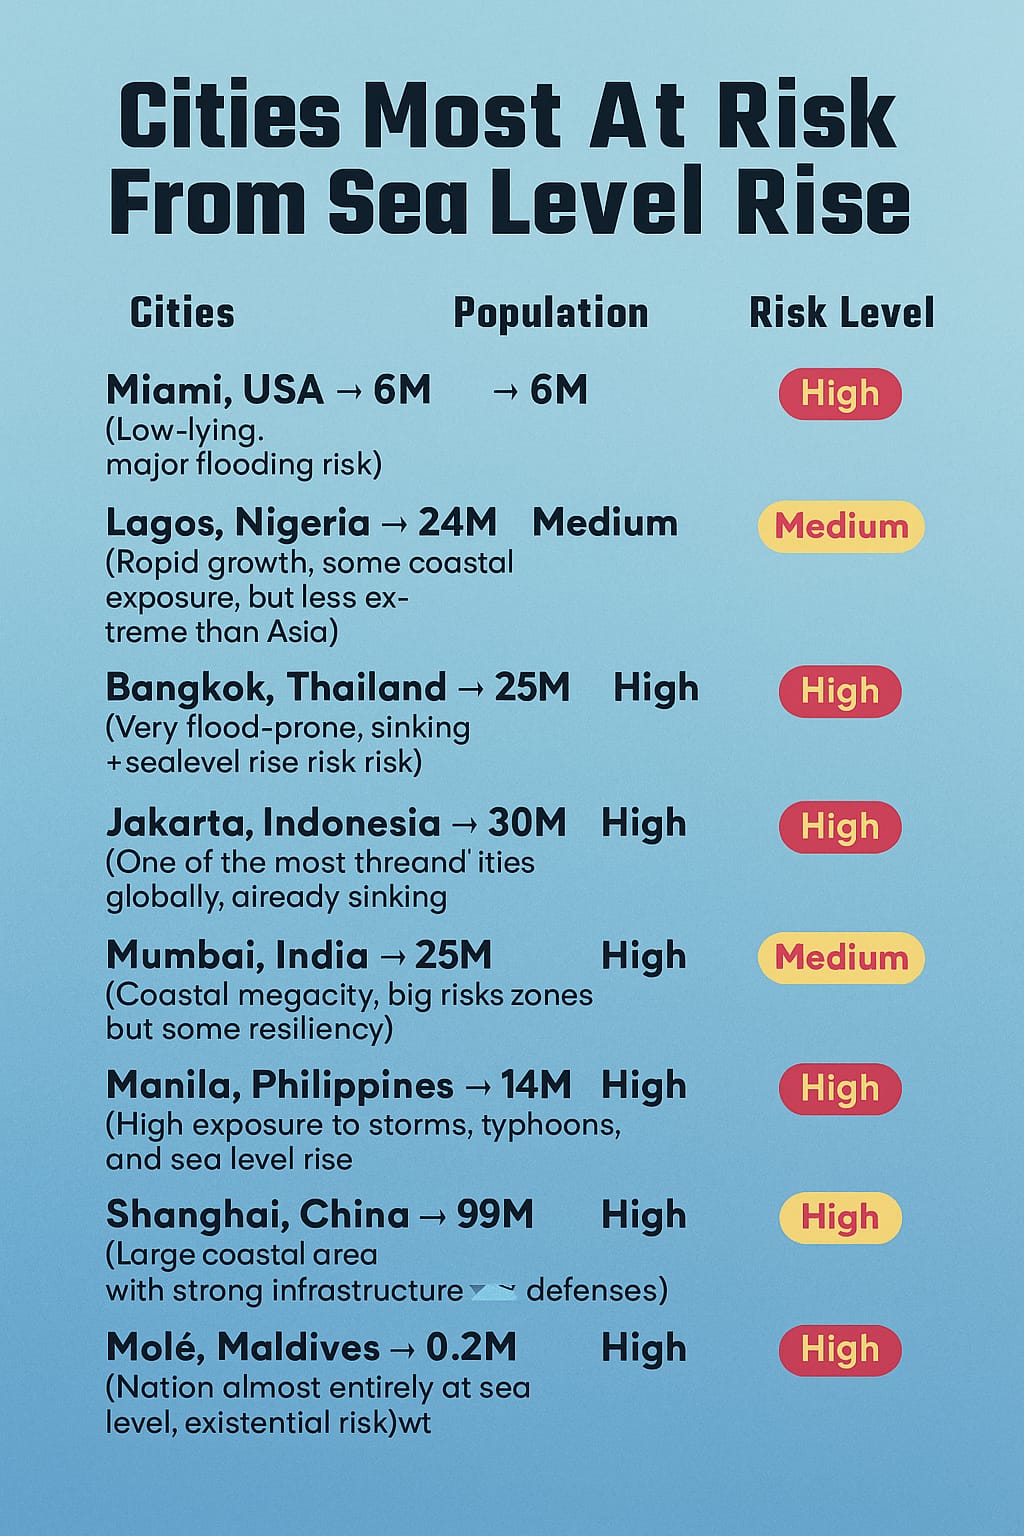 Cities Most At Risk
From Sea Level Rise
Cities Population Risk Level
Miami, USA → 6M → 6M High
(Low-lying.
major flooding risk)
Lagos, Nigeria → 24M Medium Medium
(Ropid growth, some coastal
exposure, but less ex-
treme than Asia)
Bangkok, Thailand → 25M High High
(Very flood-prone, sinking
+sealevel rise risk risk)
Jakarta, Indonesia → 30M High High
(One of the most threand' ities
globally, aiready sinking
Mumbai, India → 25M High Medium
(Coastal megacity, big risks zones
but some resiliency)
Manila, Philippines → 14M High High
(High exposure to storms, typhoons,
and sea level rise
Shanghai, China → 99M High High
(Large coastal area
with strong infrastructure defenses)
Molé, Maldives → 0.2M High High
(Nation almost entirely at sea
level, existential risk)wt